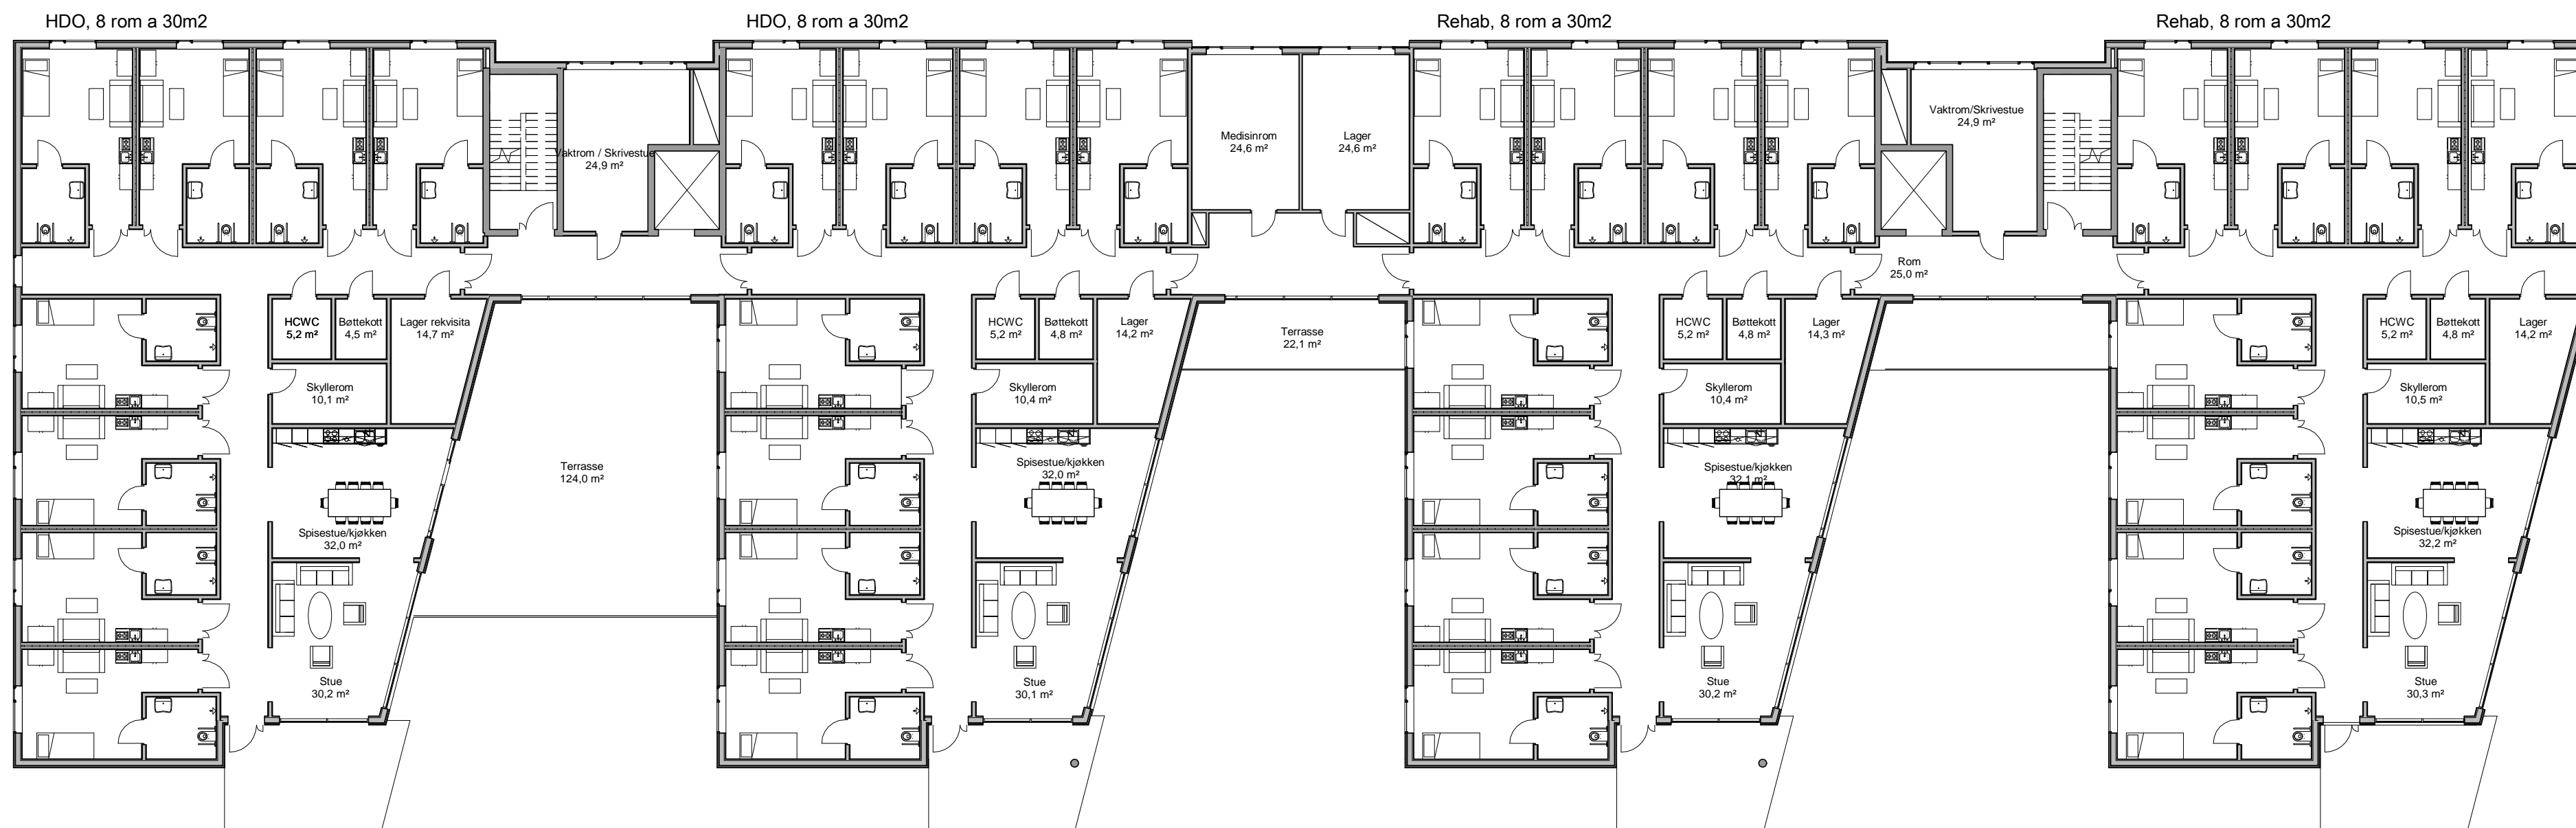 HDO, 8 rom a 30m2
HDO, 8 rom a 30m2
Rehab, 8 rom a 30m2
Rehab, 8 rom a 30m2
Vaktrom / Skrivestue
24,9 m²
Medisinrom
24,6 m²
Lager
24,6 m²
Vaktrom/Skrivestue
24,9 m²
Rom
25,0 m²
HCWC
5,2 m²
Bøttekott
4,5 m²
Lager rekvisita
14,7 m²
Skyllerom
10,1 m²
Spisestue/kjøkken
32,0 m²
Stue
30,2 m²
Terrasse
124,0 m²
HCWC
5,2 m²
Bøttekott
4,8 m²
Lager
14,2 m²
Skyllerom
10,4 m²
Spisestue/kjøkken
32,0 m²
Stue
30,1 m²
Terrasse
22,1 m²
HCWC
5,2 m²
Bøttekott
4,8 m²
Lager
14,3 m²
Skyllerom
10,4 m²
Spisestue/kjøkken
32,1 m²
Stue
30,2 m²
HCWC
5,2 m²
Bøttekott
4,8 m²
Lager
14,2 m²
Skyllerom
10,5 m²
Spisestue/kjøkken
32,2 m²
Stue
30,3 m²